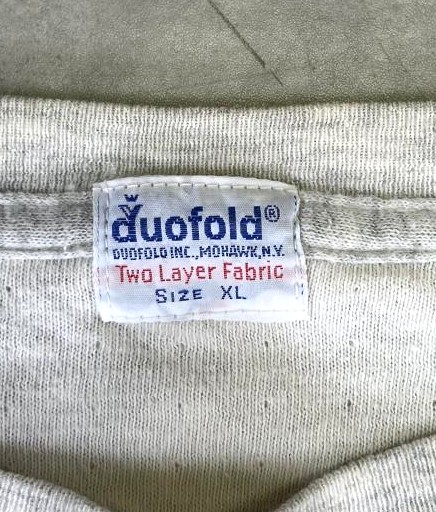 duofold®
DUOFOLD INC., MOHAWK, N.Y.
Two Layer Fabric
SIZE XL